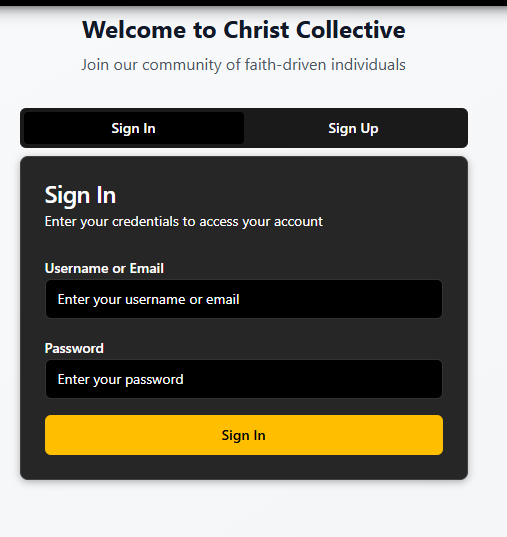 Welcome to Christ Collective
Join our community of faith-driven individuals
Sign In
Sign Up
Sign In
Enter your credentials to access your account
Username or Email
Enter your username or email
Password
Enter your password
Sign In